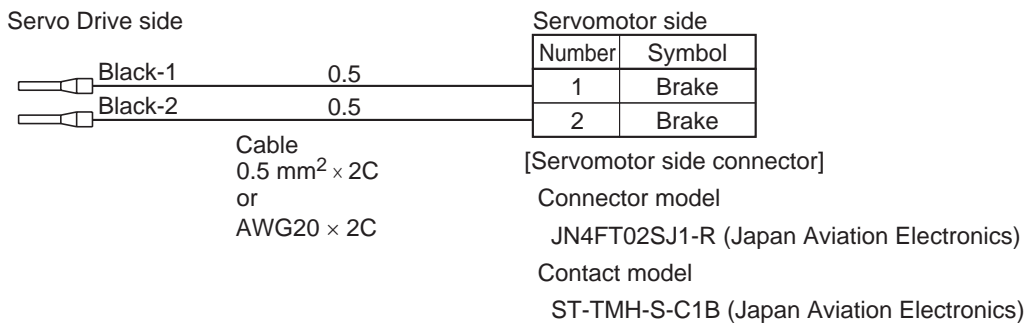 Servo Drive side
Servomotor side
Number Symbol
Black-1 0.5 1 Brake
Black-2 0.5 2 Brake
Cable
0.5 mm² × 2C
or
AWG20 × 2C
[Servomotor side connector]
Connector model
JN4FT02SJ1-R (Japan Aviation Electronics)
Contact model
ST-TMH-S-C1B (Japan Aviation Electronics)